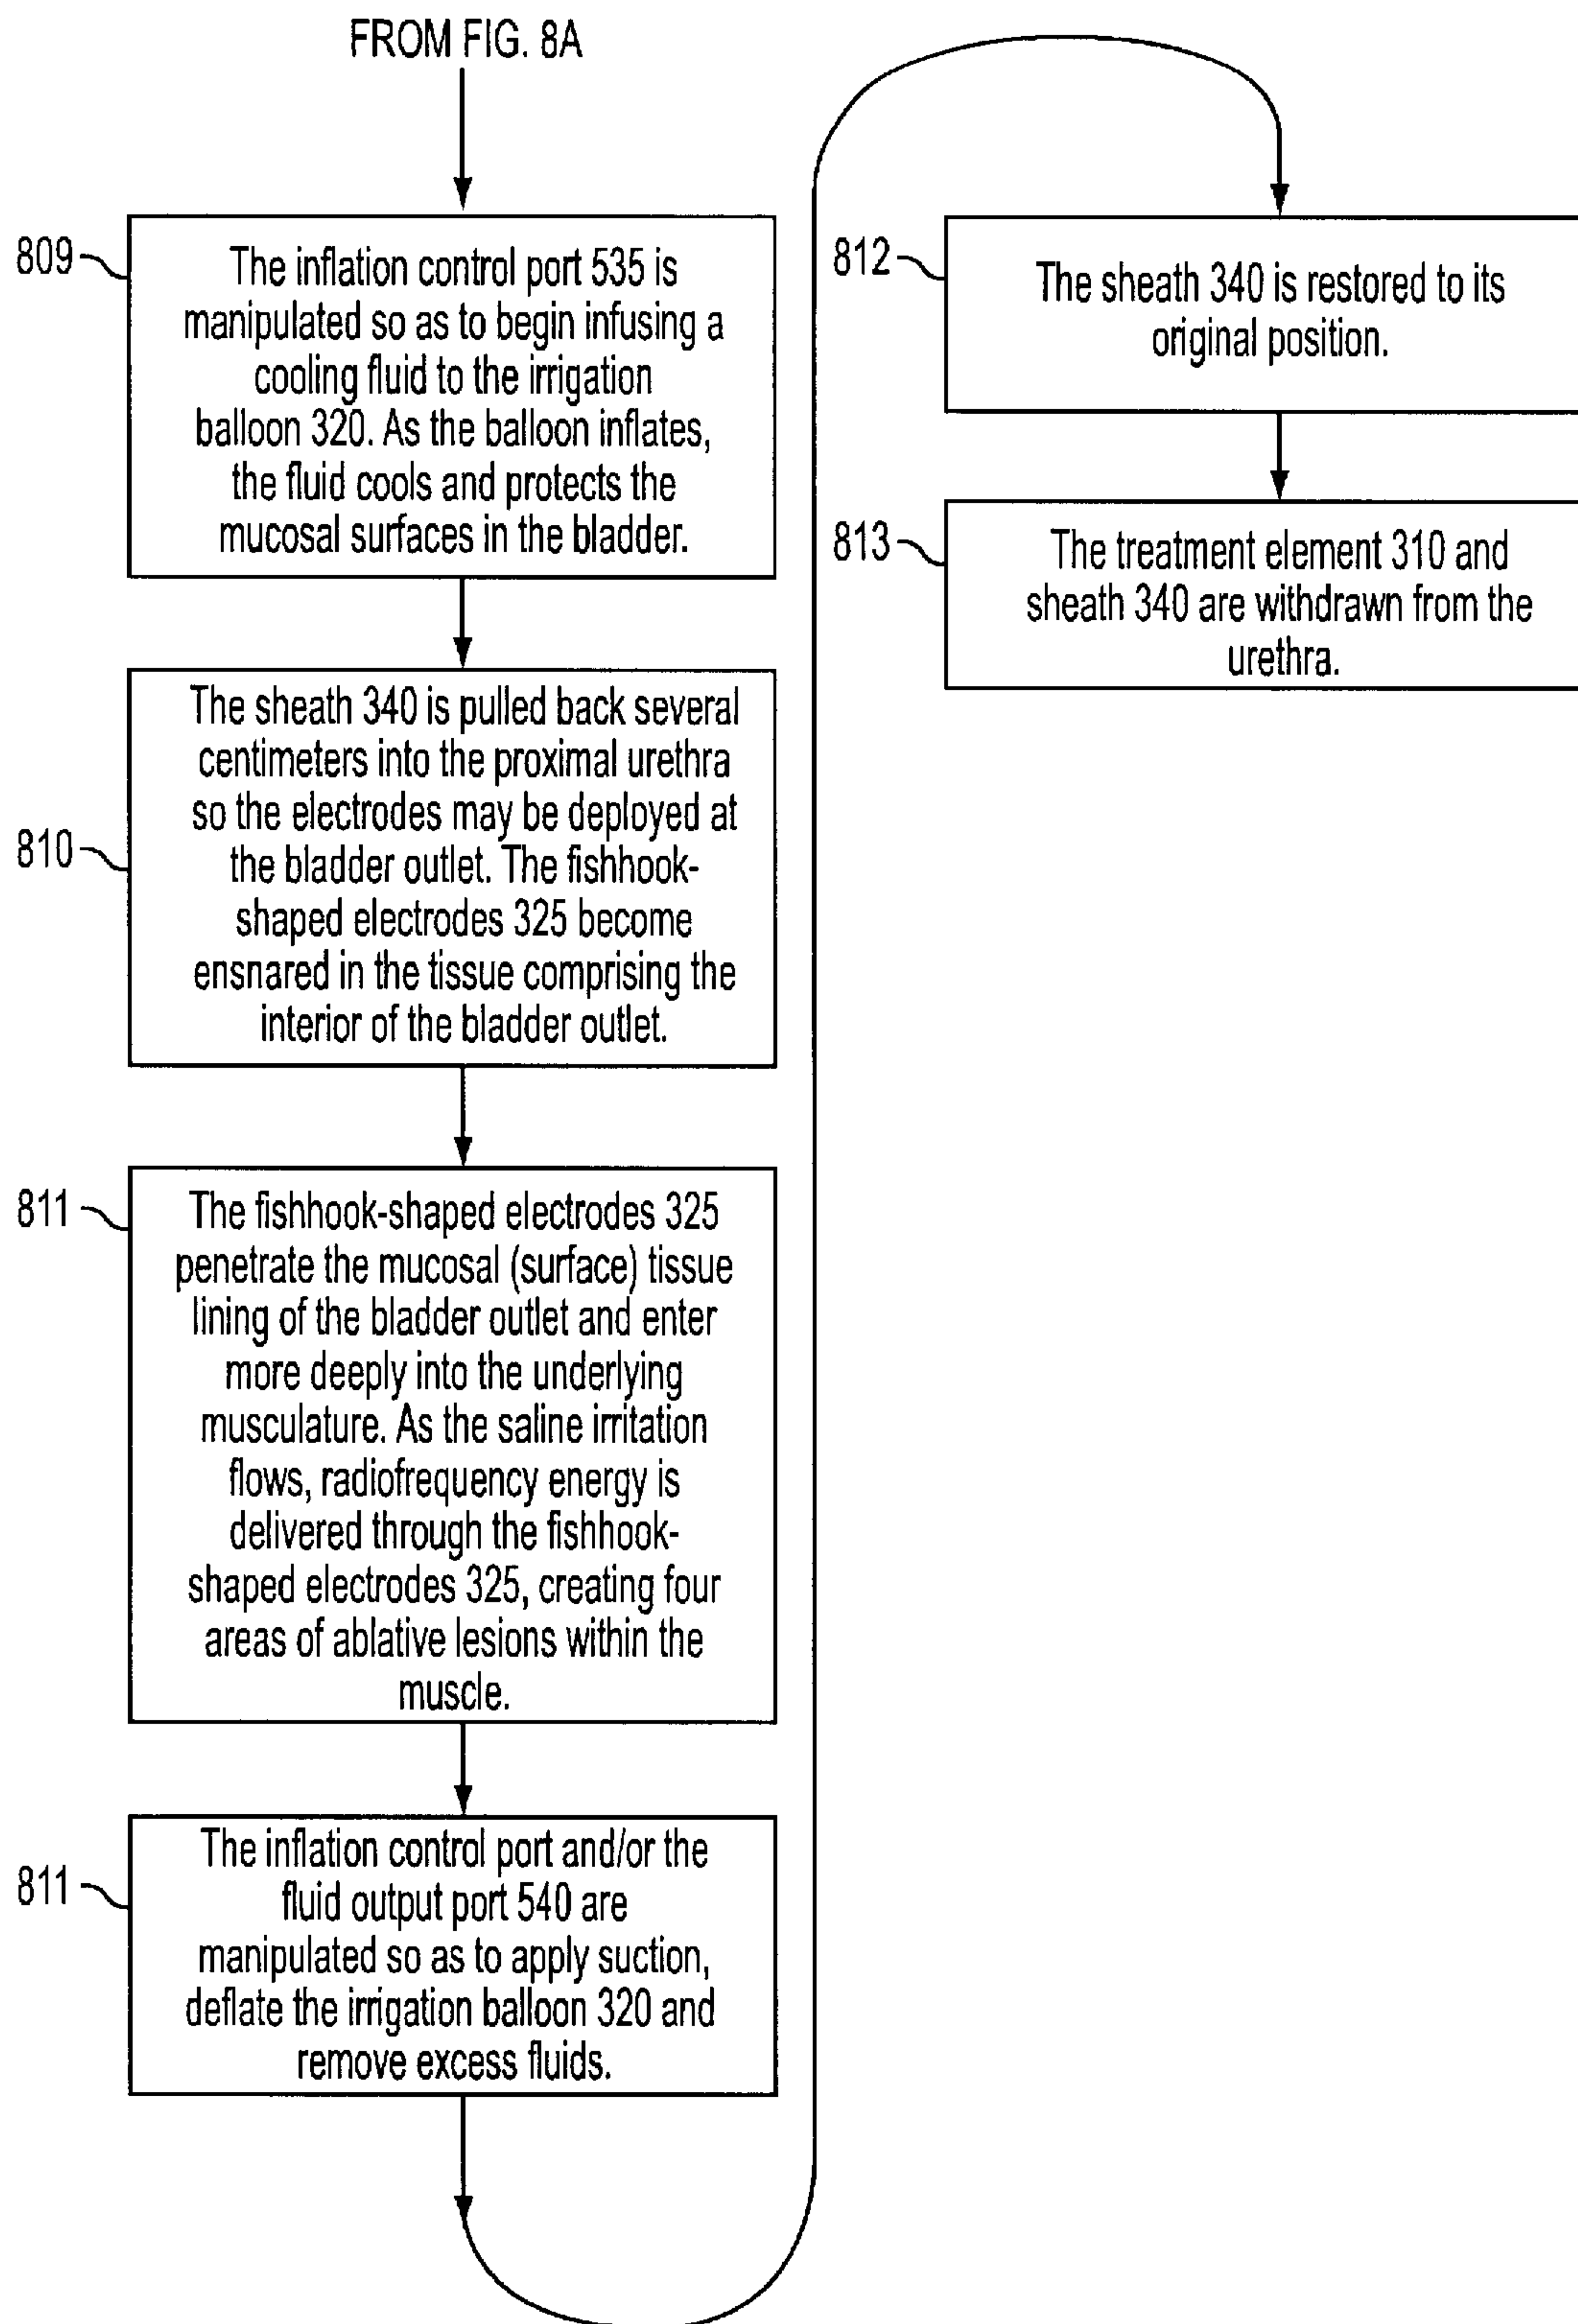 FROM FIG. 8A
809
The inflation control port 535 is
manipulated so as to begin infusing a
cooling fluid to the irrigation
balloon 320. As the balloon inflates,
the fluid cools and protects the
mucosal surfaces in the bladder.
810
The sheath 340 is pulled back several
centimeters into the proximal urethra
so the electrodes may be deployed at
the bladder outlet. The fishhook-
shaped electrodes 325 become
ensnared in the tissue comprising the
interior of the bladder outlet.
811
The fishhook-shaped electrodes 325
penetrate the mucosal (surface) tissue
lining of the bladder outlet and enter
more deeply into the underlying
musculature. As the saline irritation
flows, radiofrequency energy is
delivered through the fishhook-
shaped electrodes 325, creating four
areas of ablative lesions within the
muscle.
811
The inflation control port and/or the
fluid output port 540 are
manipulated so as to apply suction,
deflate the irrigation balloon 320 and
remove excess fluids.
812
The sheath 340 is restored to its
original position.
813
The treatment element 310 and
sheath 340 are withdrawn from the
urethra.